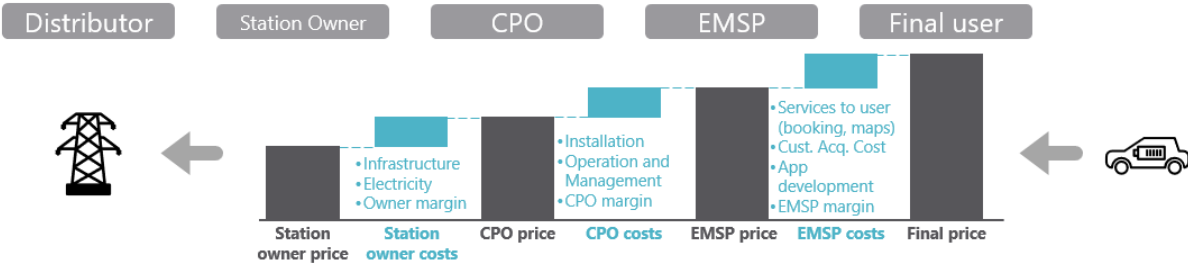 Distributor
Station Owner
CPO
EMSP
Final user
•Infrastructure
•Electricity
•Owner margin
•Installation
•Operation and
Management
•CPO margin
•Services to user
(booking, maps)
•Cust. Acq. Cost
•App
development
•EMSP margin
Station
owner price
Station
owner costs
CPO price
CPO costs
EMSP price
EMSP costs
Final price